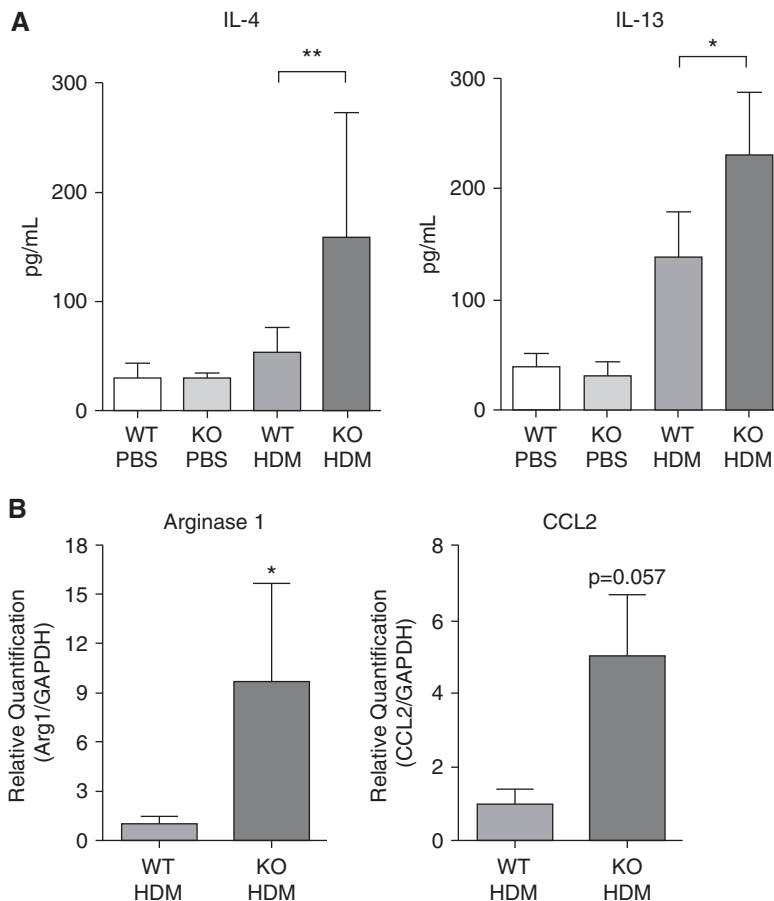 A
IL-4
**
300
200
100
0
pg/mL
WT
PBS
KO
PBS
WT
HDM
KO
HDM
IL-13
*
300
200
100
0
pg/mL
WT
PBS
KO
PBS
WT
HDM
KO
HDM
B
Arginase 1
*
18
15
12
9
6
3
0
Relative Quantification
(Arg1/GAPDH)
WT
HDM
KO
HDM
CCL2
p=0.057
8
6
4
2
0
Relative Quantification
(CCL2/GAPDH)
WT
HDM
KO
HDM